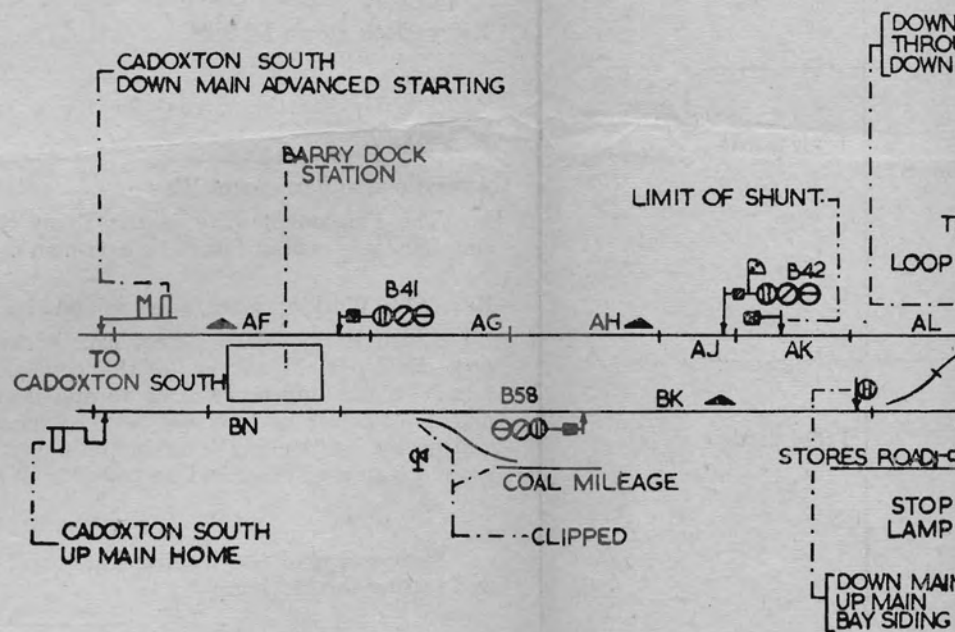 DOWN
THROU
DOWN
CADOXTON SOUTH
DOWN MAIN ADVANCED STARTING
BARRY DOCK
STATION
LIMIT OF SHUNT
T
LOOP
B41
B42
M
AF
AG
AH
AJ
AK
AL
TO
CADOXTON SOUTH
BN
B58
BK
COAL MILEAGE
STORES ROAD
CLIPPED
STOP
LAMP
CADOXTON SOUTH
UP MAIN HOME
DOWN MAIN
UP MAIN
BAY SIDING